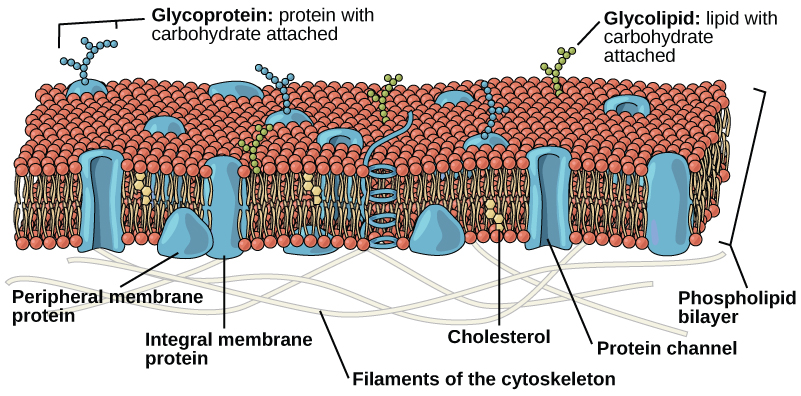 Glycoprotein: protein with
carbohydrate attached
Glycolipid: lipid with
carbohydrate
attached
Peripheral membrane
protein
Integral membrane
protein
Filaments of the cytoskeleton
Cholesterol
Protein channel
Phospholipid
bilayer